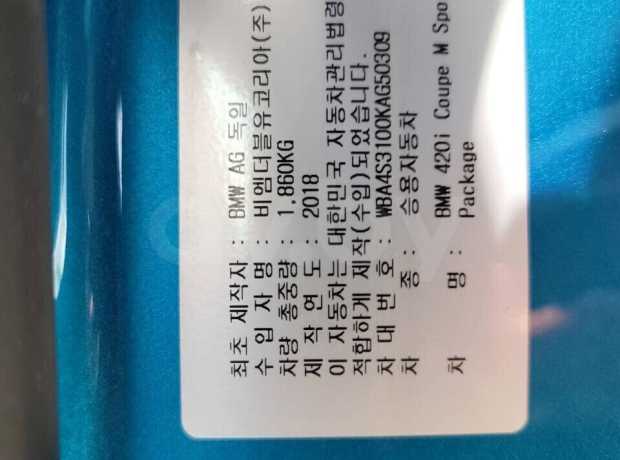 최초 제작자 : BMW AG 독일
수 입 자 명 : 비엠더블유코리아(주)
차량 총중량 : 1,860KG
제 작 연 도 : 2018
이 자동차는 대한민국 자동차관리법령
적합하게 제작(수입)되었습니다.
차 대 번 호 : WBA4S3100KAG50309
차 종 : 승용자동차
차 명 : BMW 420i Coupe M Spo
Package